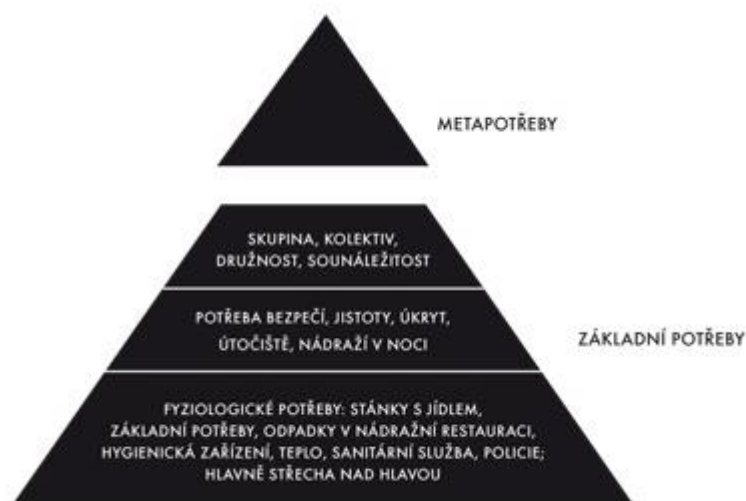 METAPOTŘEBY
SKUPINA, KOLEKTIV,
DRUŽNOST, SOUNÁLEŽITOST
POTŘEBA BEZPEČÍ, JISTOTY, ÚKRYT,
ÚTOČIŠTĚ, NÁDRAŽÍ V NOCI
ZÁKLADNÍ POTŘEBY
FYZIOLOGICKÉ POTŘEBY: STÁNKY S JÍDLEM,
ZÁKLADNÍ POTŘEBY, ODPADKY V NÁDRAŽNÍ RESTAURACI,
HYGIENICKÁ ZAŘÍZENÍ, TEPLO, SANITÁRNÍ SLUŽBA, POLICIE;
HLAVNĚ STŘECHA NAD HLAVOU